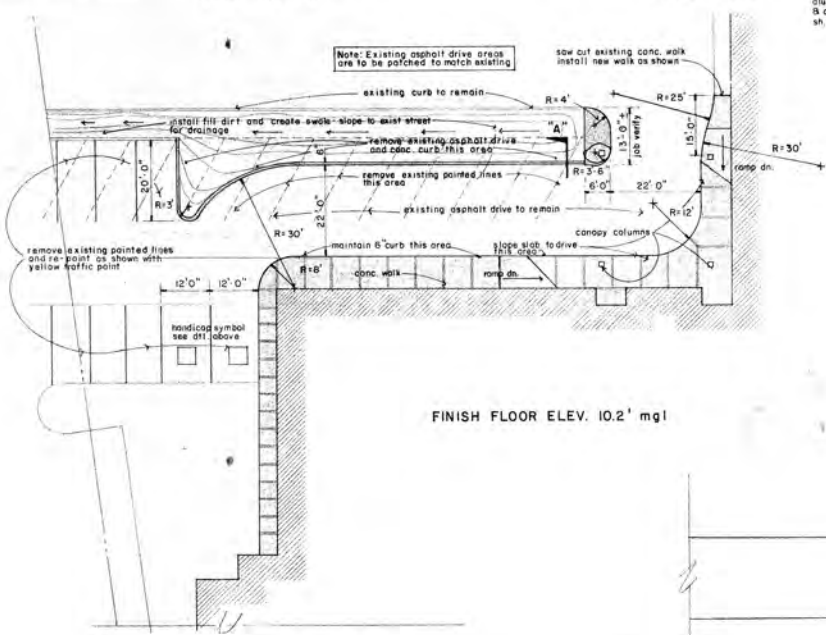 Note: Existing asphalt drive areas
are to be patched to match existing
saw cut existing conc. walk
install new walk as shown
existing curb to remain
R=4'
R=25'
install fill dirt and create swale-slope to exist street
for drainage
"A"
13'-0"±
job verify
15'-0"
R=30'
remove existing asphalt drive
and conc. curb this area
6"
20'-0"
remove existing painted lines
this area
R=3-6
ramp dn.
6'0"
22'-0"
R=3'
22'-0"
existing asphalt drive to remain
R=12'
R=30'
canopy columns
remove existing painted lines
and re-paint as shown with
yellow traffic paint
maintain 6" curb this area
slope slab to drive
this area
R=8'
conc. walk
ramp dn.
12'0"
12'-0"
handicap symbol
see dtl. above
FINISH FLOOR ELEV. 10.2' mgl